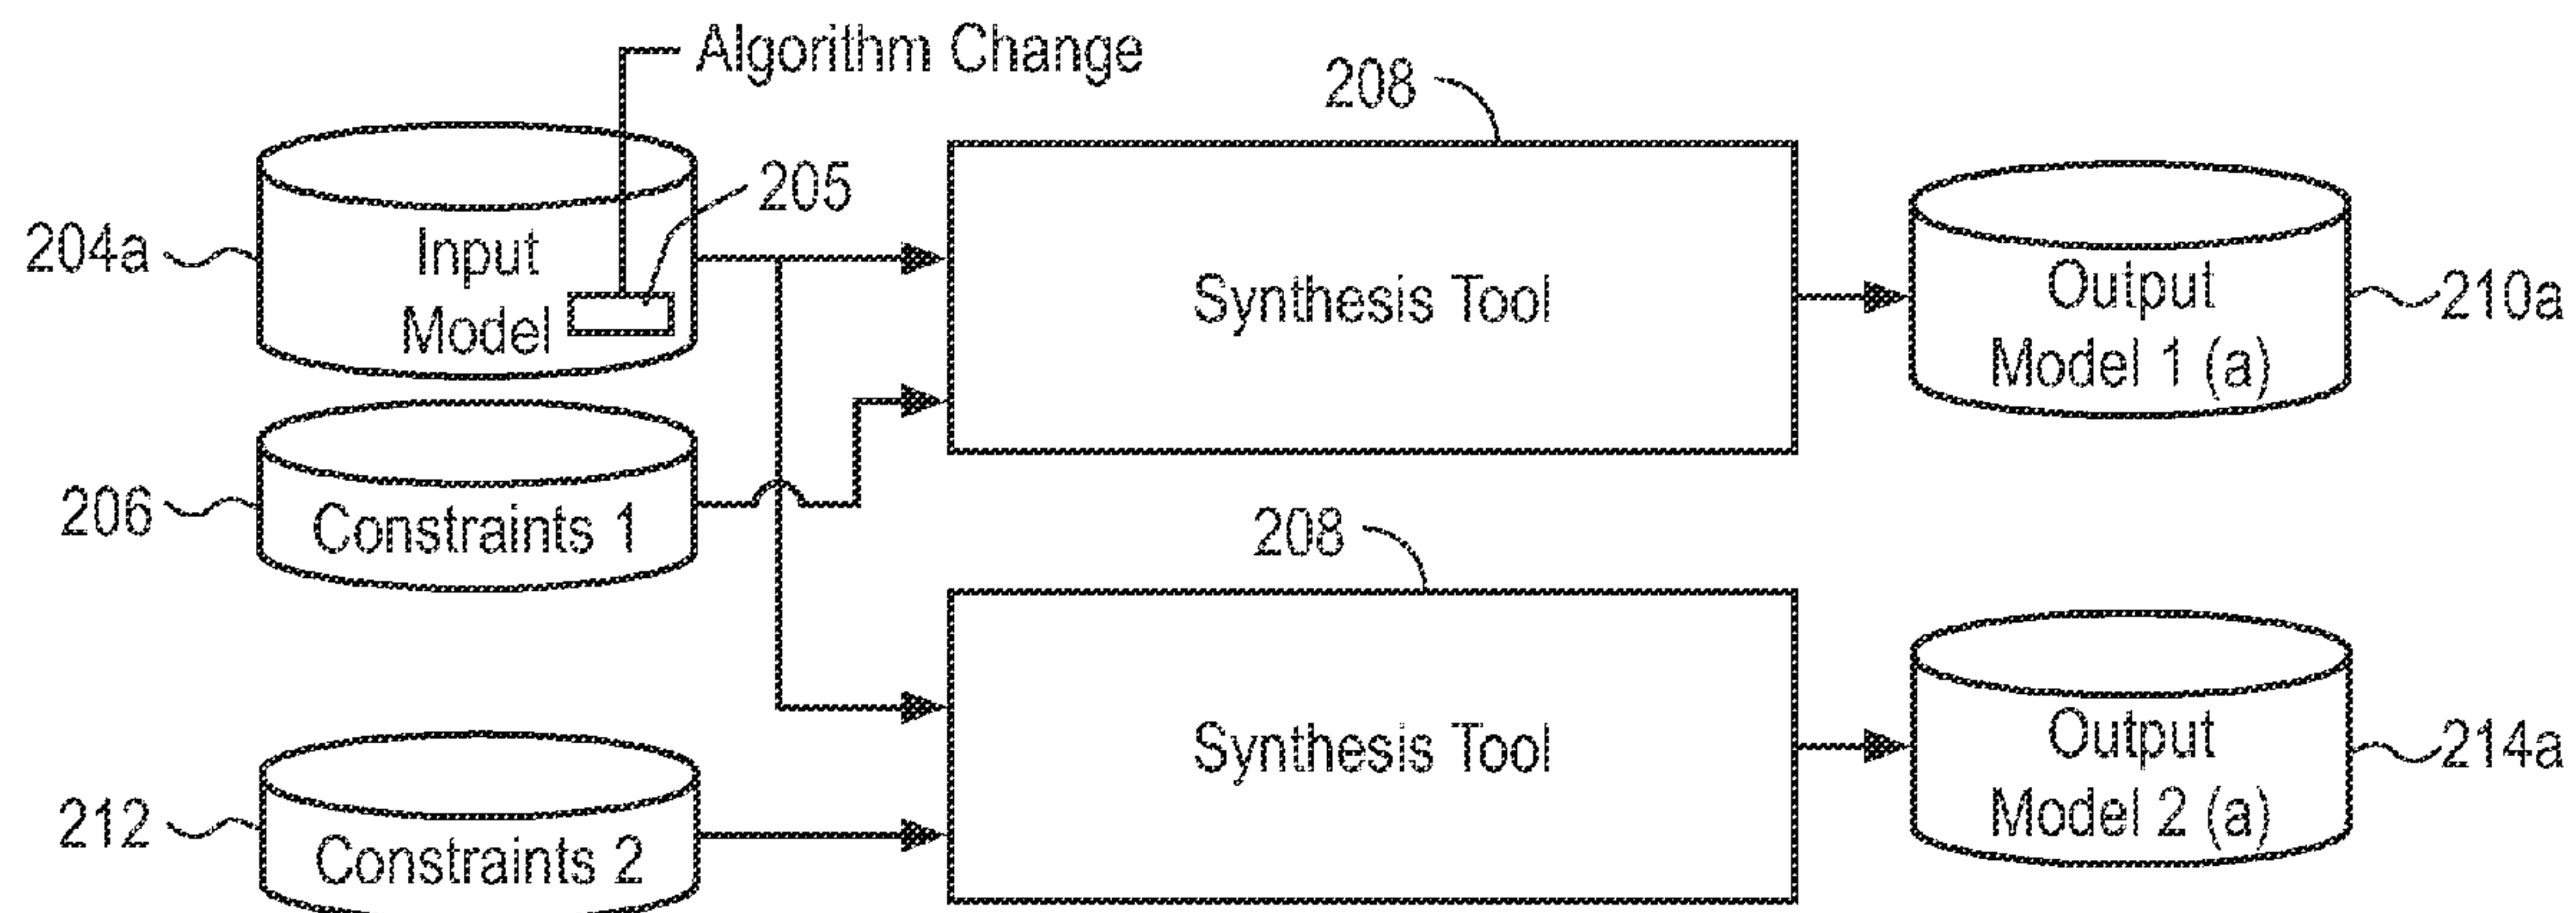 Algorithm Change
208
205
204a
Input
Model
Synthesis Tool
Output
Model 1 (a)
210a
206
Constraints 1
208
212
Constraints 2
Synthesis Tool
Output
Model 2 (a)
214a